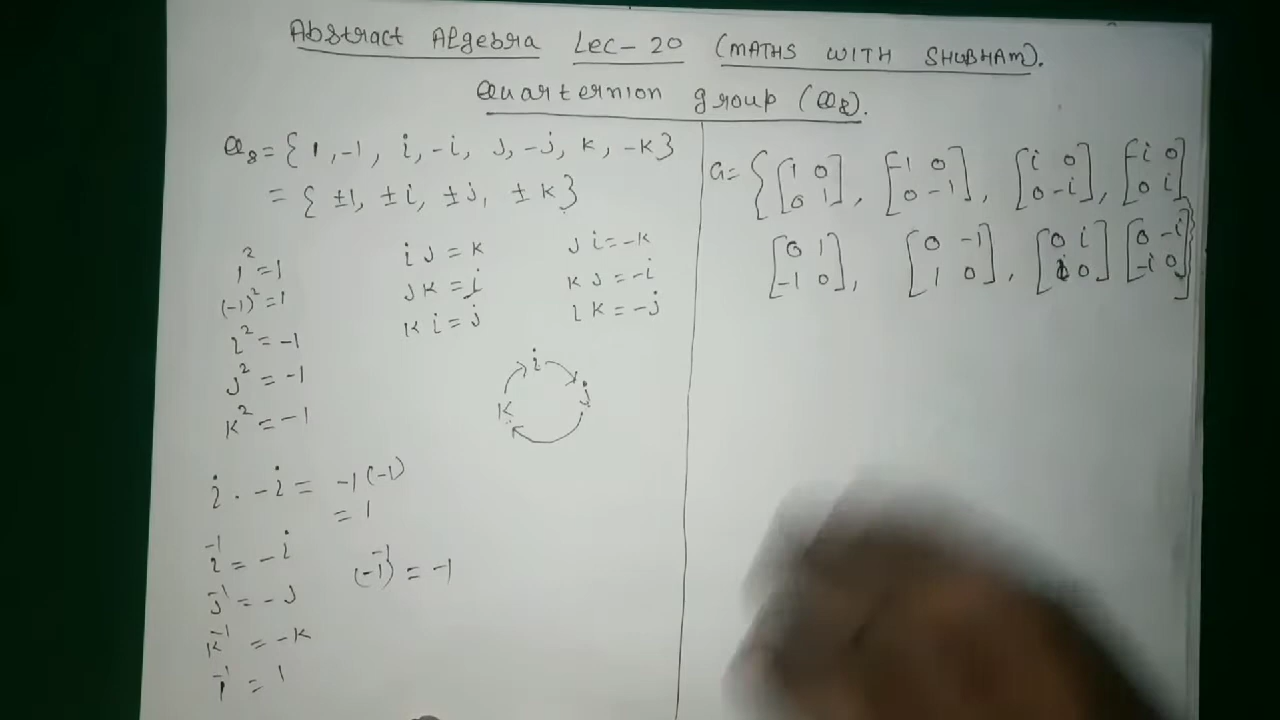 Abstract Algebra Lec-20 (MATHS WITH SHUBHAM).
Quarternion group (Q8).
Q8 = { 1, -1, i, -i, j, -j, k, -k }
= { ±1, ±i, ±j, ±k }
1² = 1
(-1)² = 1
i² = -1
j² = -1
k² = -1
ij = k
jk = i
ki = j
ji = -k
kj = -i
ik = -j
i
j
k
i . -i = -1(-1)
= 1
i⁻¹ = -i
(-1)⁻¹ = -1
j⁻¹ = -j
k⁻¹ = -k
1⁻¹ = 1
G = { [1 0; 0 1], [-1 0; 0 -1], [i 0; 0 -i], [-i 0; 0 i]
[0 1; -1 0], [0 -1; 1 0], [0 i; i 0] [0 -i; -i 0] }